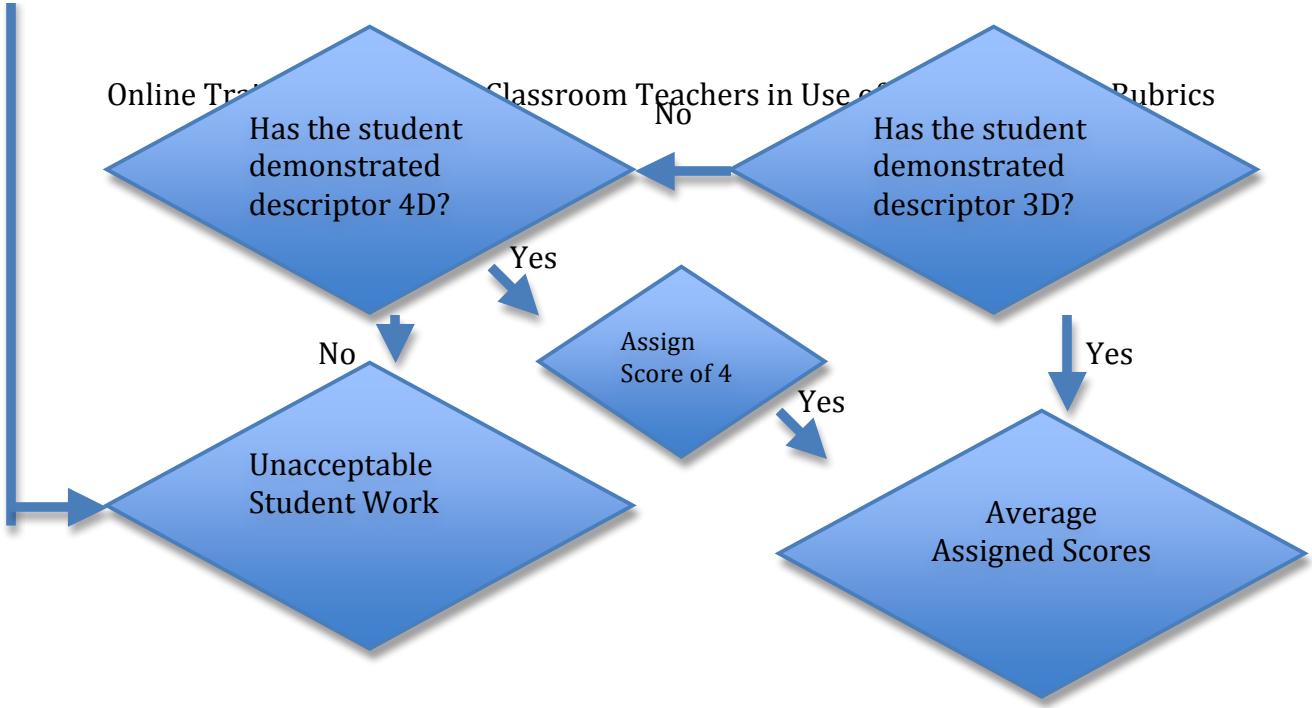 Online Classroom Teachers in Use Rubrics
No
Has the student
demonstrated
descriptor 4D?
Has the student
demonstrated
descriptor 3D?
Yes
No
Assign
Score of 4
Yes
Yes
Unacceptable
Student Work
Average
Assigned Scores